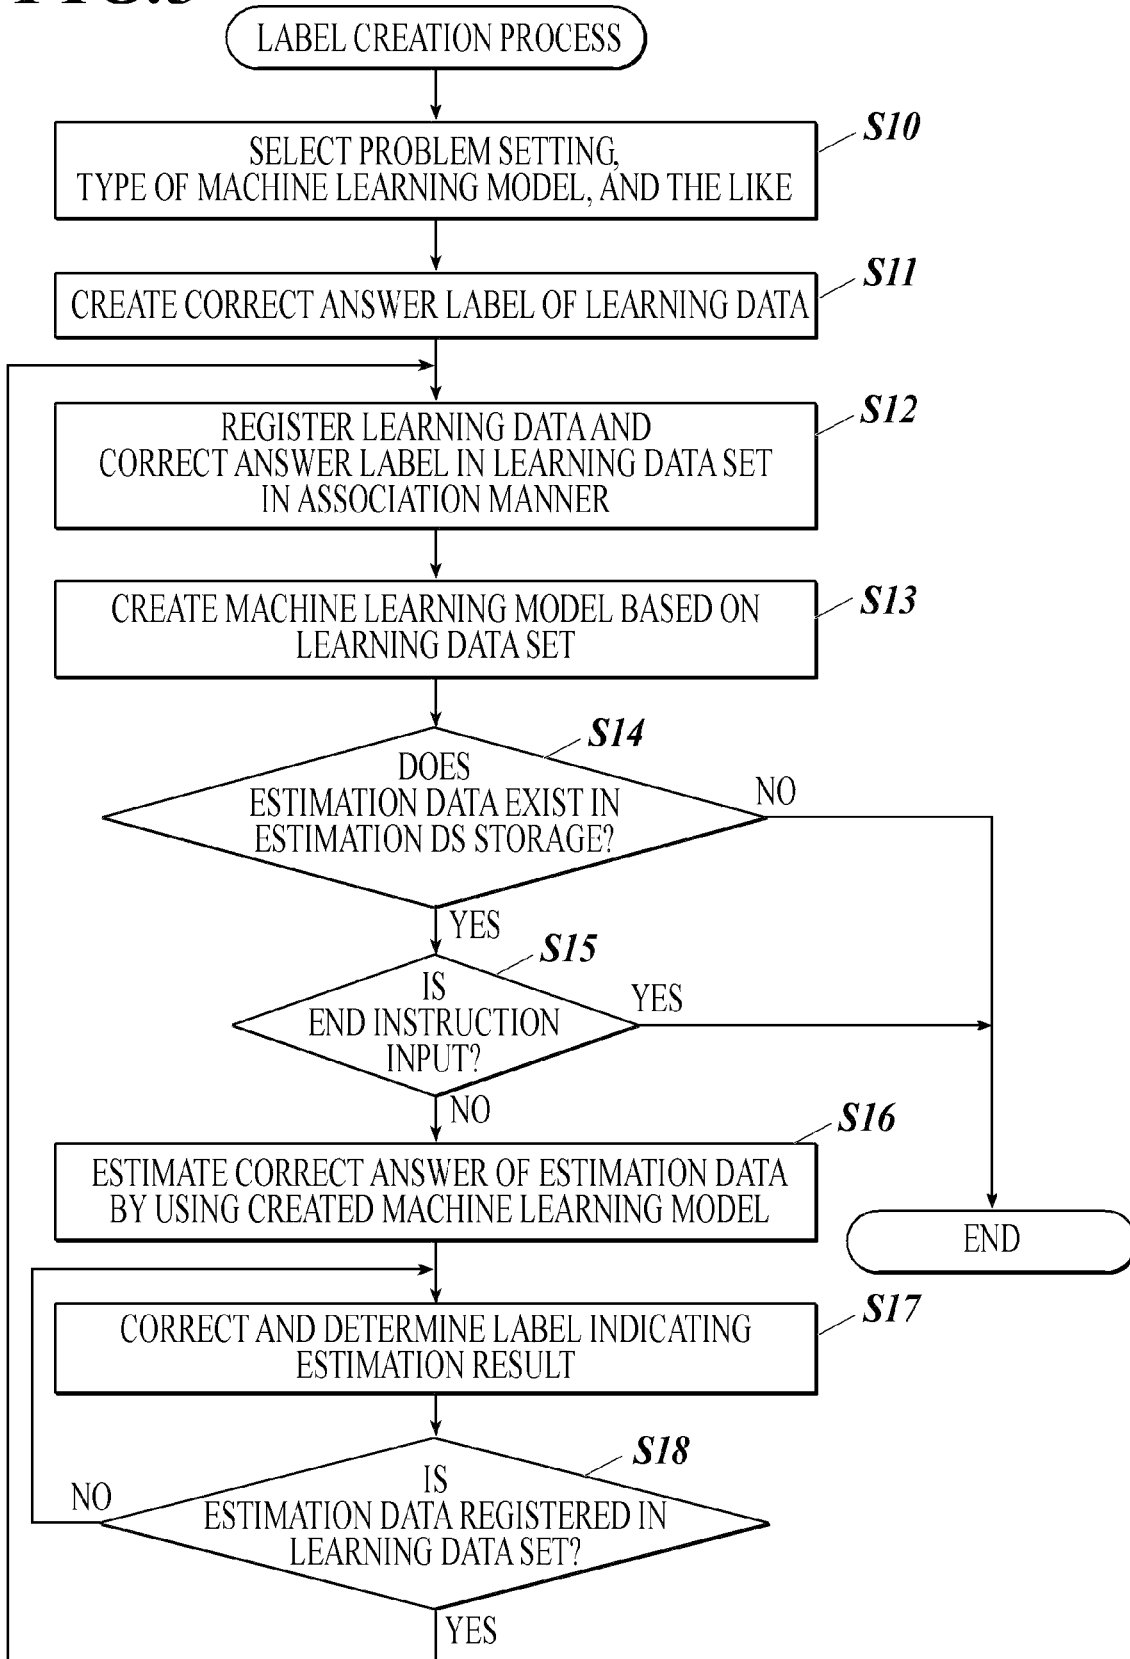 LABEL CREATION PROCESS
S10
SELECT PROBLEM SETTING,
TYPE OF MACHINE LEARNING MODEL, AND THE LIKE
S11
CREATE CORRECT ANSWER LABEL OF LEARNING DATA
S12
REGISTER LEARNING DATA AND
CORRECT ANSWER LABEL IN LEARNING DATA SET
IN ASSOCIATION MANNER
S13
CREATE MACHINE LEARNING MODEL BASED ON
LEARNING DATA SET
S14
DOES
ESTIMATION DATA EXIST IN
ESTIMATION DS STORAGE?
NO
YES
S15
IS
END INSTRUCTION
INPUT?
YES
NO
S16
ESTIMATE CORRECT ANSWER OF ESTIMATION DATA
BY USING CREATED MACHINE LEARNING MODEL
END
S17
CORRECT AND DETERMINE LABEL INDICATING
ESTIMATION RESULT
S18
IS
ESTIMATION DATA REGISTERED IN
LEARNING DATA SET?
NO
YES